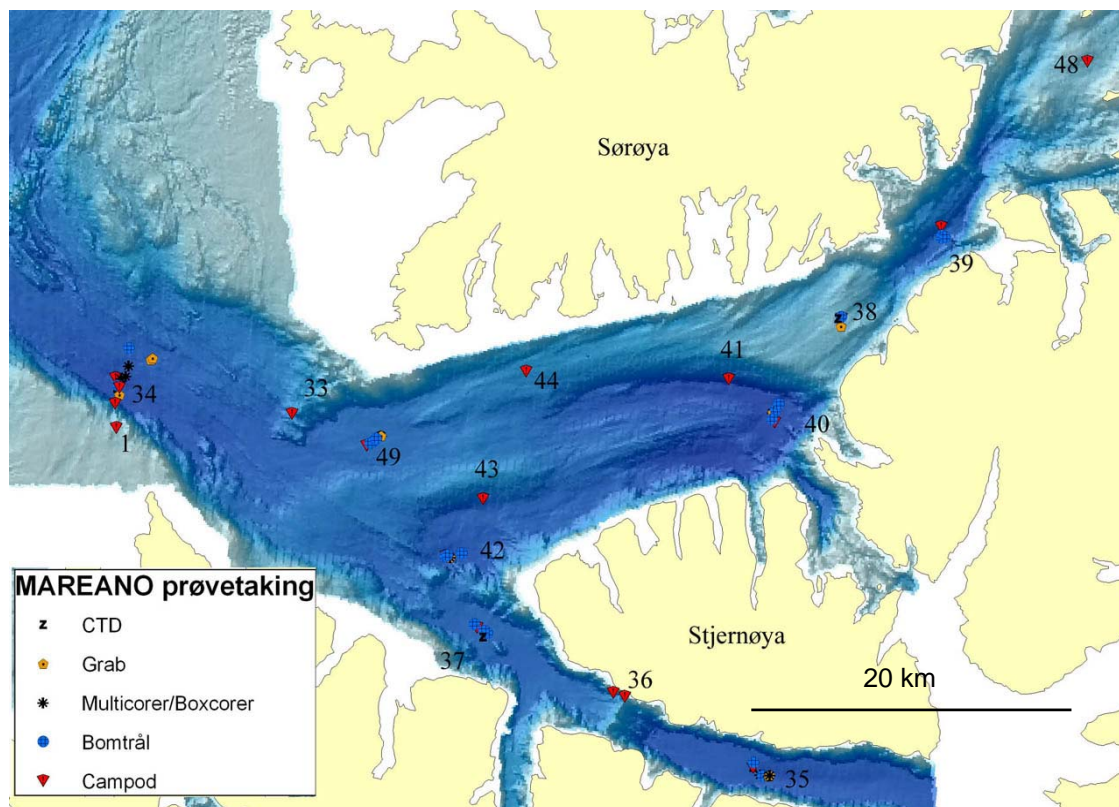 48
Sørøya
39
38
41
44
33
34
1
40
49
43
42
MAREANO prøvetaking
CTD
Grab
Multicorer/Boxcorer
Bomtrål
Campod
Stjernøya
37
36
20 km
35